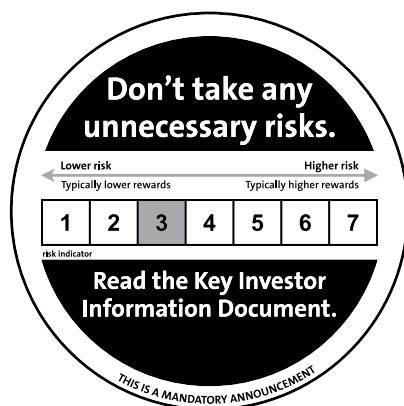 Don’t take any
unnecessary risks.
Lower risk Higher risk
Typically lower rewards Typically higher rewards
1 2 3 4 5 6 7
risk indicator
Read the Key Investor
Information Document.
THIS IS A MANDATORY ANNOUNCEMENT